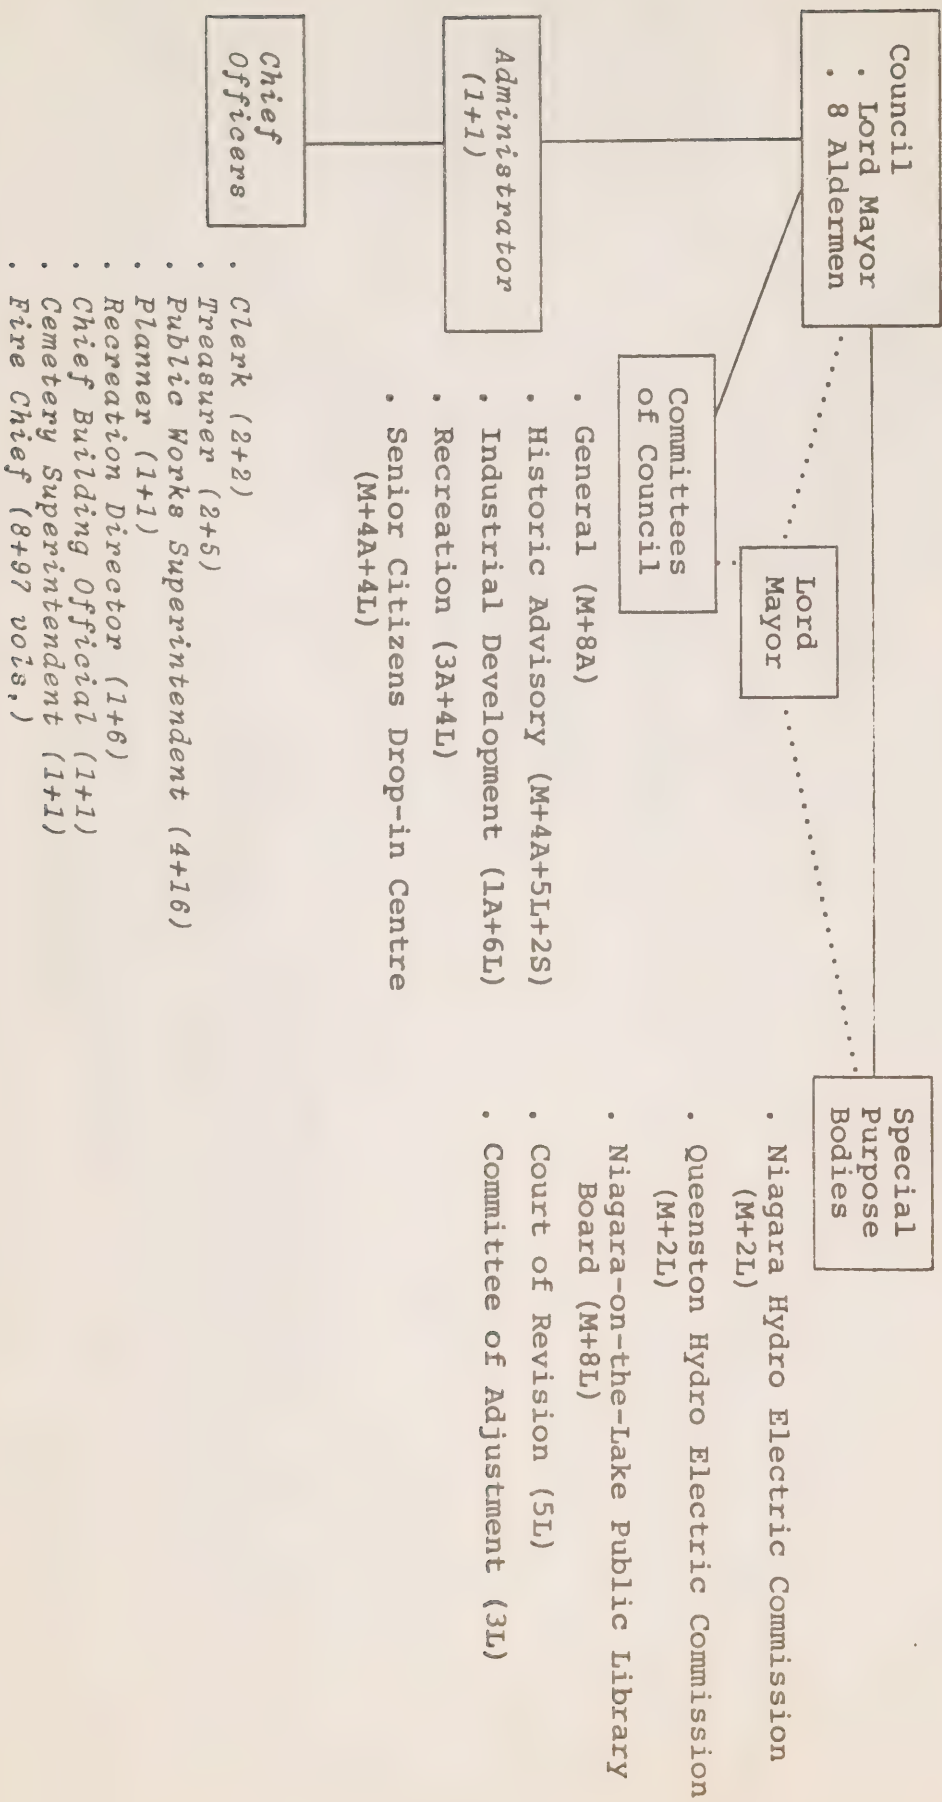 Council
. Lord Mayor
. 8 Aldermen
Lord
Mayor
Special
Purpose
Bodies
. Niagara Hydro Electric Commission
(M+2L)
. Queenston Hydro Electric Commission
(M+2L)
. Niagara-on-the-Lake Public Library
Board (M+8L)
. Court of Revision (5L)
. Committee of Adjustment (3L)
Committees
of Council
. General (M+8A)
. Historic Advisory (M+4A+5L+2S)
. Industrial Development (1A+6L)
. Recreation (3A+4L)
. Senior Citizens Drop-in Centre
(M+4A+4L)
Administrator
(1+1)
Chief
Officers
. Clerk (2+2)
. Treasurer (2+5)
. Public Works Superintendent (4+16)
. Planner (1+1)
. Recreation Director (1+6)
. Chief Building Official (1+1)
. Cemetery Superintendent (1+1)
. Fire Chief (8+97 vols.)